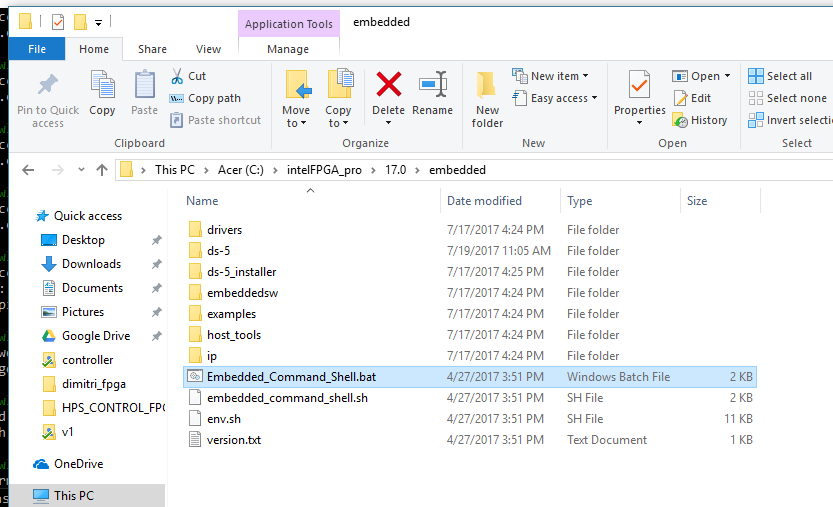 Application Tools embedded
File Home Share View Manage
Pin to Quick access
Copy
Paste
Cut
Copy path
Paste shortcut
Move to
Copy to
Delete
Rename
New folder
New item
Easy access
Properties
Open
Edit
History
Select all
Select none
Invert selecti
Clipboard Organize New Open Select
This PC Acer (C:) intelFPGA_pro 17.0 embedded
Name Date modified Type Size
Quick access
Desktop
Downloads
Documents
Pictures
Google Drive
controller
dimitri_fpga
HPS_CONTROL_FPG
v1
OneDrive
This PC
drivers 7/17/2017 4:24 PM File folder
ds-5 7/19/2017 11:05 AM File folder
ds-5_installer 7/17/2017 4:25 PM File folder
embeddedsw 7/17/2017 4:24 PM File folder
examples 7/17/2017 4:24 PM File folder
host_tools 7/17/2017 4:24 PM File folder
ip 7/17/2017 4:24 PM File folder
Embedded_Command_Shell.bat 4/27/2017 3:51 PM Windows Batch File 2 KB
embedded_command_shell.sh 4/27/2017 3:51 PM SH File 2 KB
env.sh 4/27/2017 3:51 PM SH File 11 KB
version.txt 4/27/2017 3:51 PM Text Document 1 KB